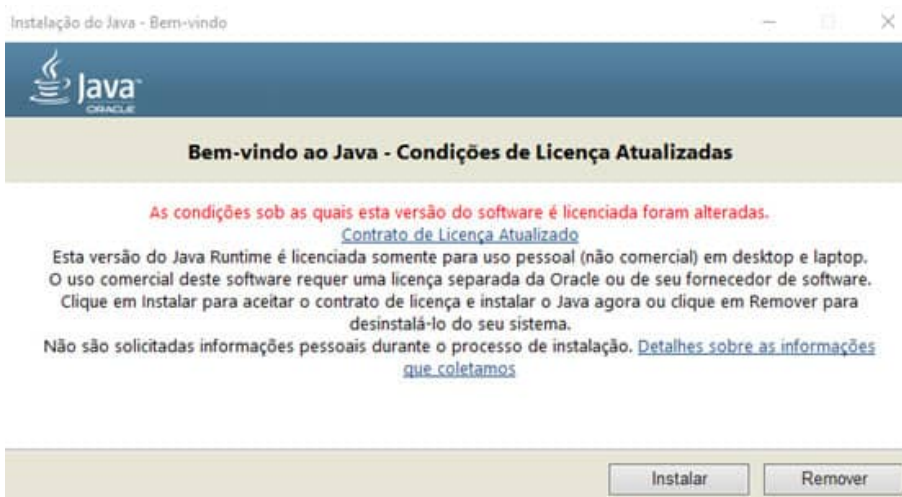 Instalação do Java - Bem-vindo
Java
ORACLE
Bem-vindo ao Java - Condições de Licença Atualizadas
As condições sob as quais esta versão do software é licenciada foram alteradas.
Contrato de Licença Atualizado
Esta versão do Java Runtime é licenciada somente para uso pessoal (não comercial) em desktop e laptop.
O uso comercial deste software requer uma licença separada da Oracle ou de seu fornecedor de software.
Clique em Instalar para aceitar o contrato de licença e instalar o Java agora ou clique em Remover para
desinstalá-lo do seu sistema.
Não são solicitadas informações pessoais durante o processo de instalação. Detalhes sobre as informações
que coletamos
Instalar
Remover